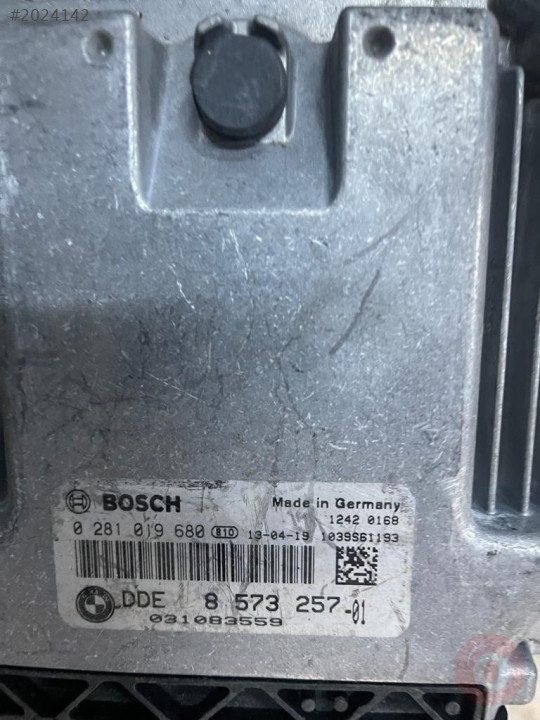 #2024142
BOSCH Made in Germany
1242 0168
0 281 019 680 810 13-04-19 1039S61193
DDE 8 573 257-01
031083559